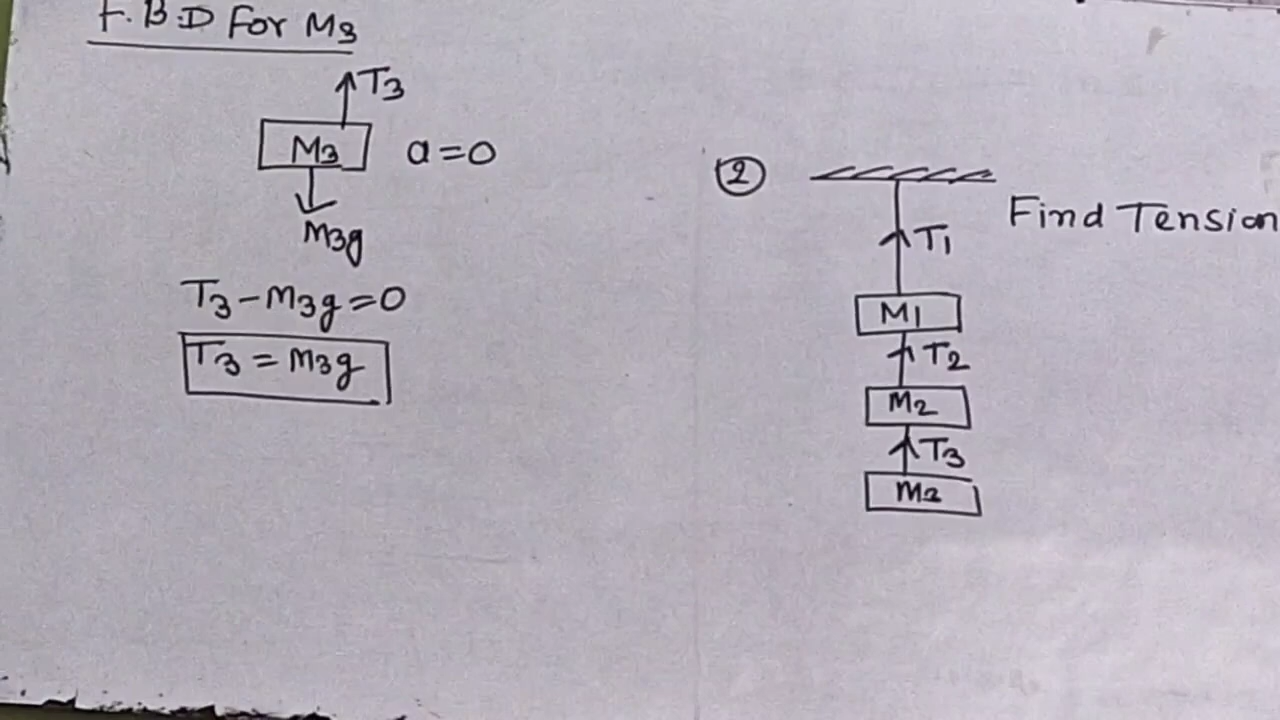 F.B.D For M3
T3
M3 a=0
M3g
T3-M3g=0
T3=M3g
2
Find Tension
T1
M1
T2
M2
T3